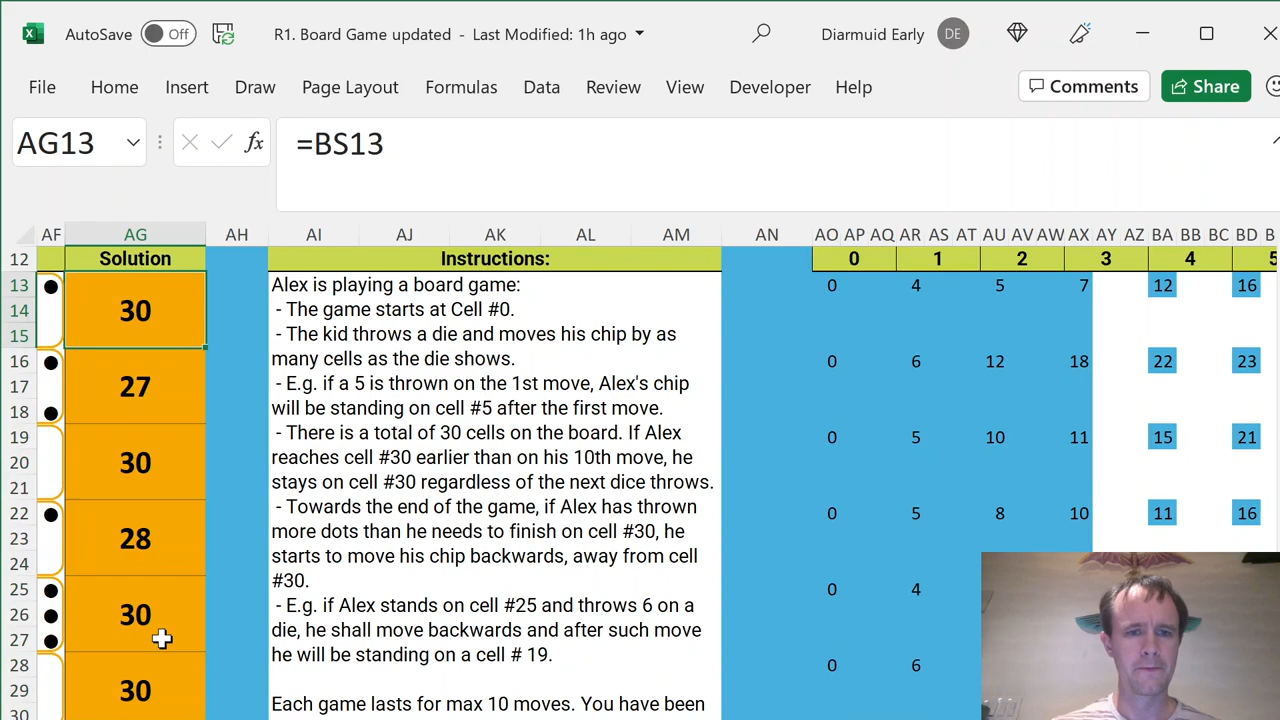 AutoSave Off R1. Board Game updated - Last Modified: 1h ago Diarmuid Early DE
File Home Insert Draw Page Layout Formulas Data Review View Developer Help Comments Share
AG13 fx =BS13
AF AG AH AI AJ AK AL AM AN AO AP AQ AR AS AT AU AV AW AX AY AZ BA BB BC BD B
12 Solution Instructions: 0 1 2 3 4 5
13 Alex is playing a board game: 0 4 5 7 12 16
14 30 - The game starts at Cell #0.
15 - The kid throws a die and moves his chip by as
16 many cells as the die shows. 0 6 12 18 22 23
17 27 - E.g. if a 5 is thrown on the 1st move, Alex's chip
18 will be standing on cell #5 after the first move.
19 - There is a total of 30 cells on the board. If Alex 0 5 10 11 15 21
20 30 reaches cell #30 earlier than on his 10th move, he
21 stays on cell #30 regardless of the next dice throws.
22 - Towards the end of the game, if Alex has thrown 0 5 8 10 11 16
23 28 more dots than he needs to finish on cell #30, he
24 starts to move his chip backwards, away from cell
#30.
25 0 4
26 30 - E.g. if Alex stands on cell #25 and throws 6 on a
27 die, he shall move backwards and after such move
28 he will be standing on a cell # 19. 0 6
29 30
30 Each game lasts for max 10 moves. You have been